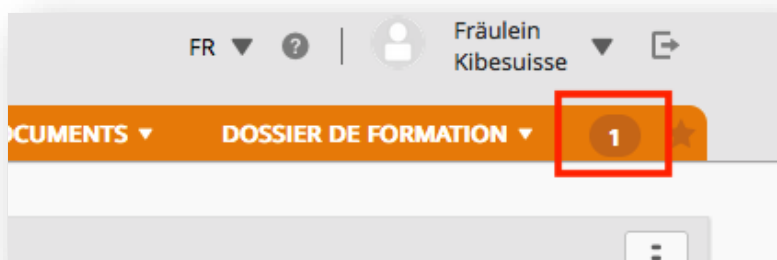 FR
?
Fräulein
Kibesuisse
OCUMENTS
DOSSIER DE FORMATION
1